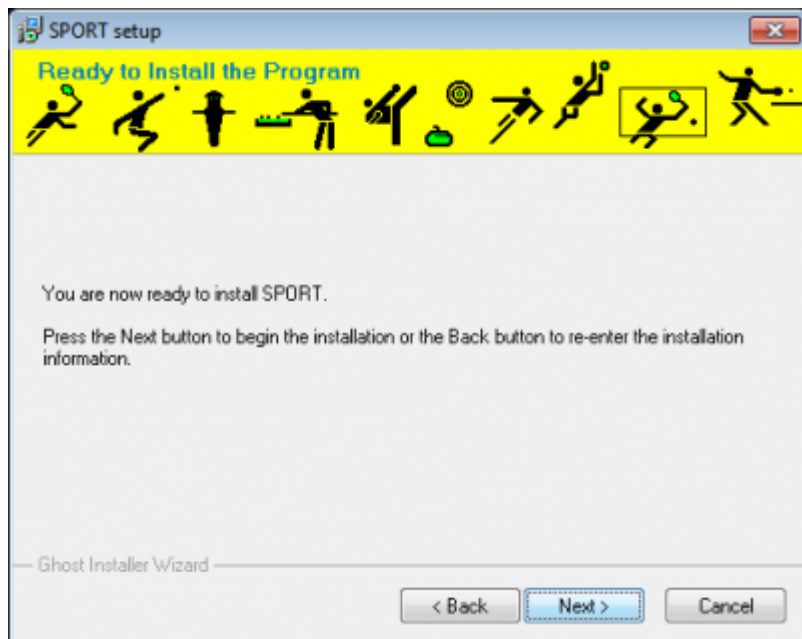 SPORT setup
Ready to Install the Program
You are now ready to install SPORT.
Press the Next button to begin the installation or the Back button to re-enter the installation
information.
Ghost Installer Wizard
< Back Next > Cancel